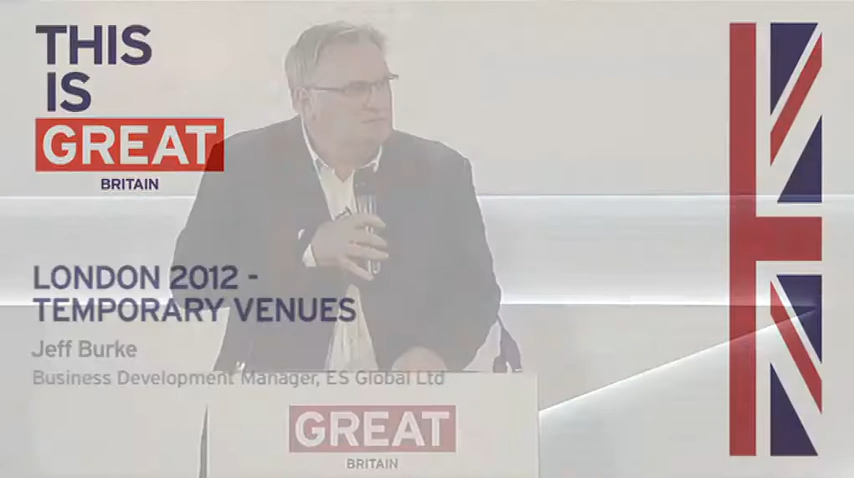 THIS
IS
GREAT
BRITAIN
LONDON 2012 -
TEMPORARY VENUES
Jeff Burke
Business Development Manager, ES Global Ltd
GREAT
BRITAIN